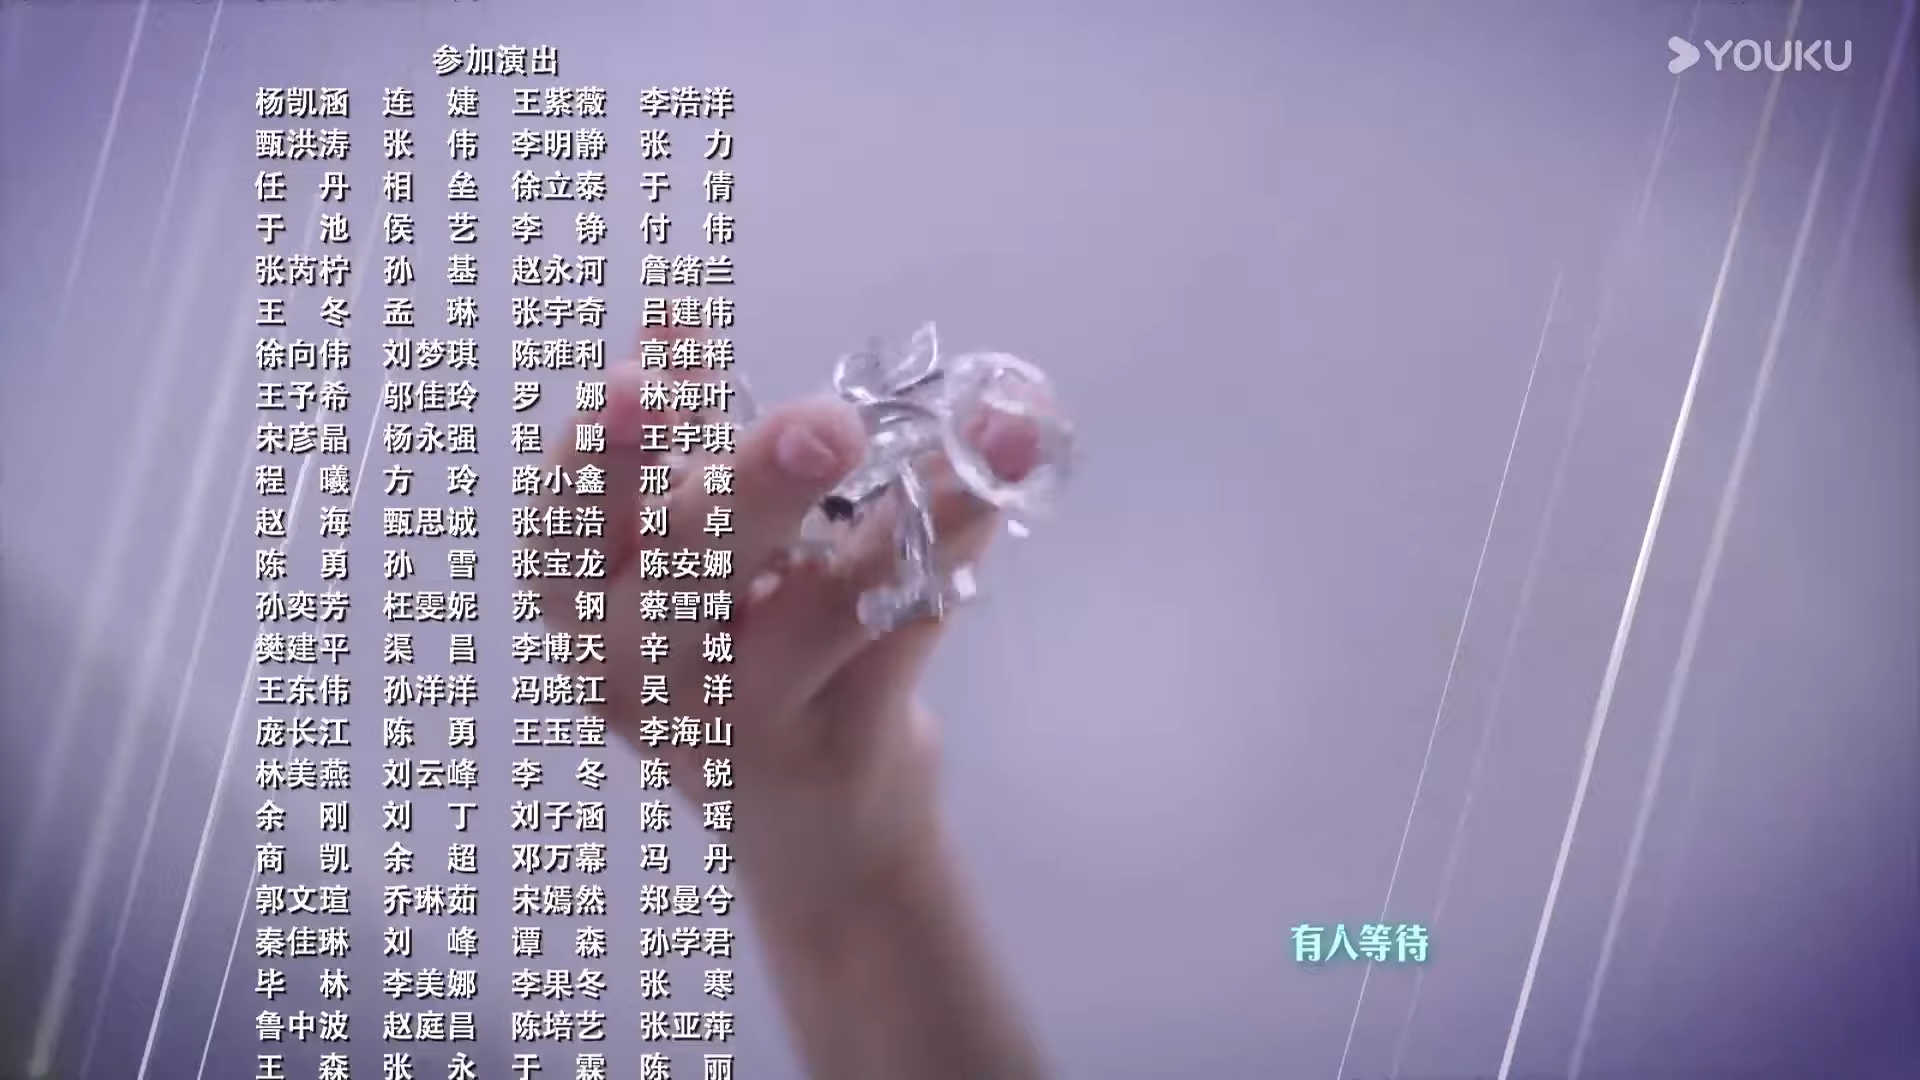 YOUKU
参加演出
杨凯涵 连婕 王紫薇 李浩洋
甄洪涛 张伟 李明静 张力
任丹 相垒 徐立泰 于倩
于池 侯艺 李铮 付伟
张芮柠 孙基 赵永河 詹绪兰
王冬 孟琳 张宇奇 吕建伟
徐向伟 刘梦琪 陈雅利 高维祥
王予希 邬佳玲 罗娜 林海叶
宋彦晶 杨永强 程鹏 王宇琪
程曦 方玲 路小鑫 邢薇
赵海 甄思诚 张佳浩 刘卓
陈勇 孙雪 张宝龙 陈安娜
孙奕芳 枉雯妮 苏钢 蔡雪晴
樊建平 渠昌 李博天 辛城
王东伟 孙洋洋 冯晓江 吴洋
庞长江 陈勇 王玉莹 李海山
林美燕 刘云峰 李冬 陈锐
余刚 刘丁 刘子涵 陈瑶
商凯 余超 邓万幕 冯丹
郭文瑄 乔琳茹 宋嫣然 郑曼兮
秦佳琳 刘峰 谭森 孙学君
毕林 李美娜 李果冬 张寒
鲁中波 赵庭昌 陈培艺 张亚萍
王森 张永 于霖 陈丽
有人等待